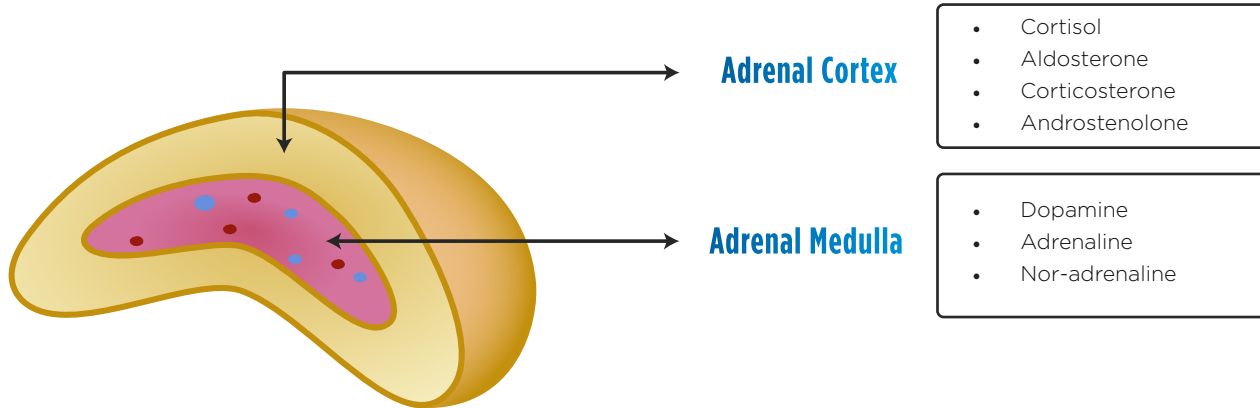 Adrenal Cortex
• Cortisol
• Aldosterone
• Corticosterone
• Androstenolone
Adrenal Medulla
• Dopamine
• Adrenaline
• Nor-adrenaline